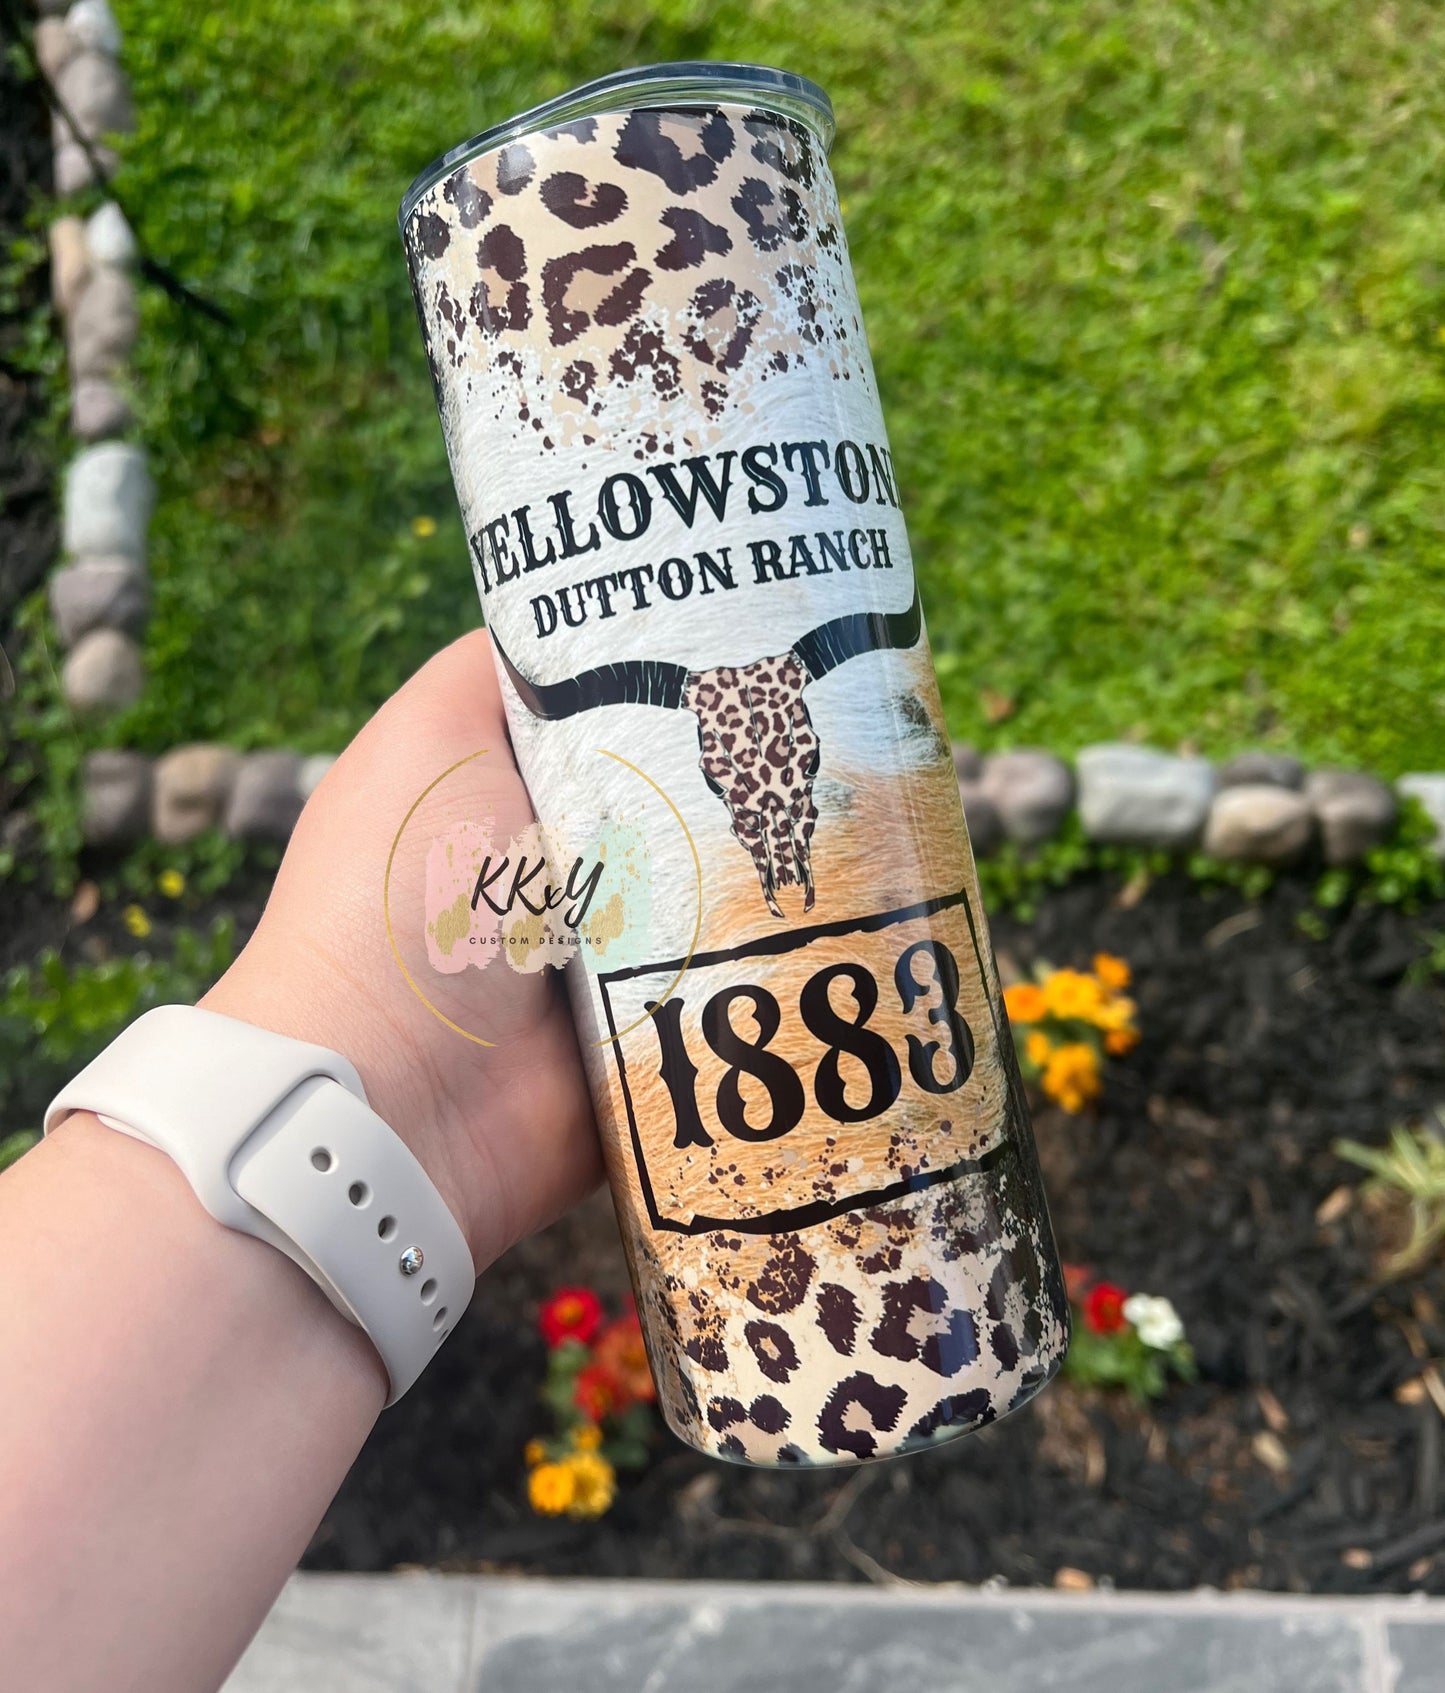 YELLOWSTONE
DUTTON RANCH
KKxY
CUSTOM DESIGNS
1883